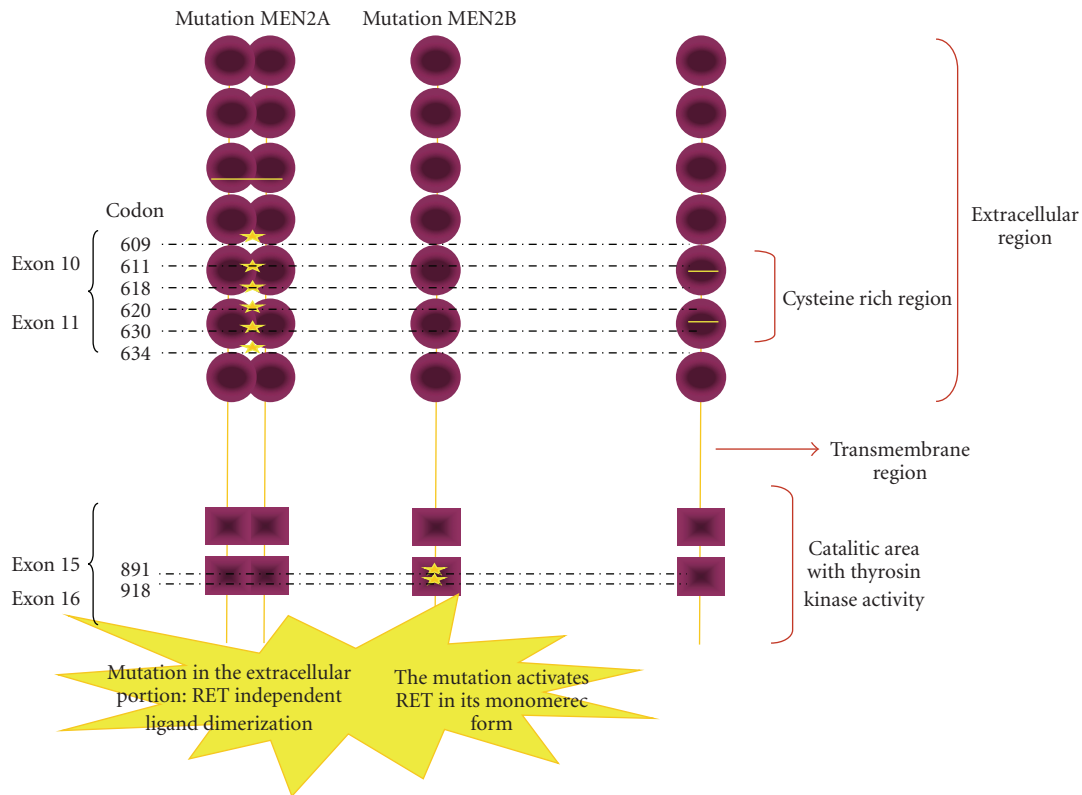 Mutation MEN2A
Mutation MEN2B
Codon
Exon 10
Exon 11
609
611
618
620
630
634
Extracellular
region
Cysteine rich region
Transmembrane
region
Exon 15
Exon 16
891
918
Catalitic area
with thyrosin
kinase activity
Mutation in the extracellular
portion: RET independent
ligand dimerization
The mutation activates
RET in its monomerec
form